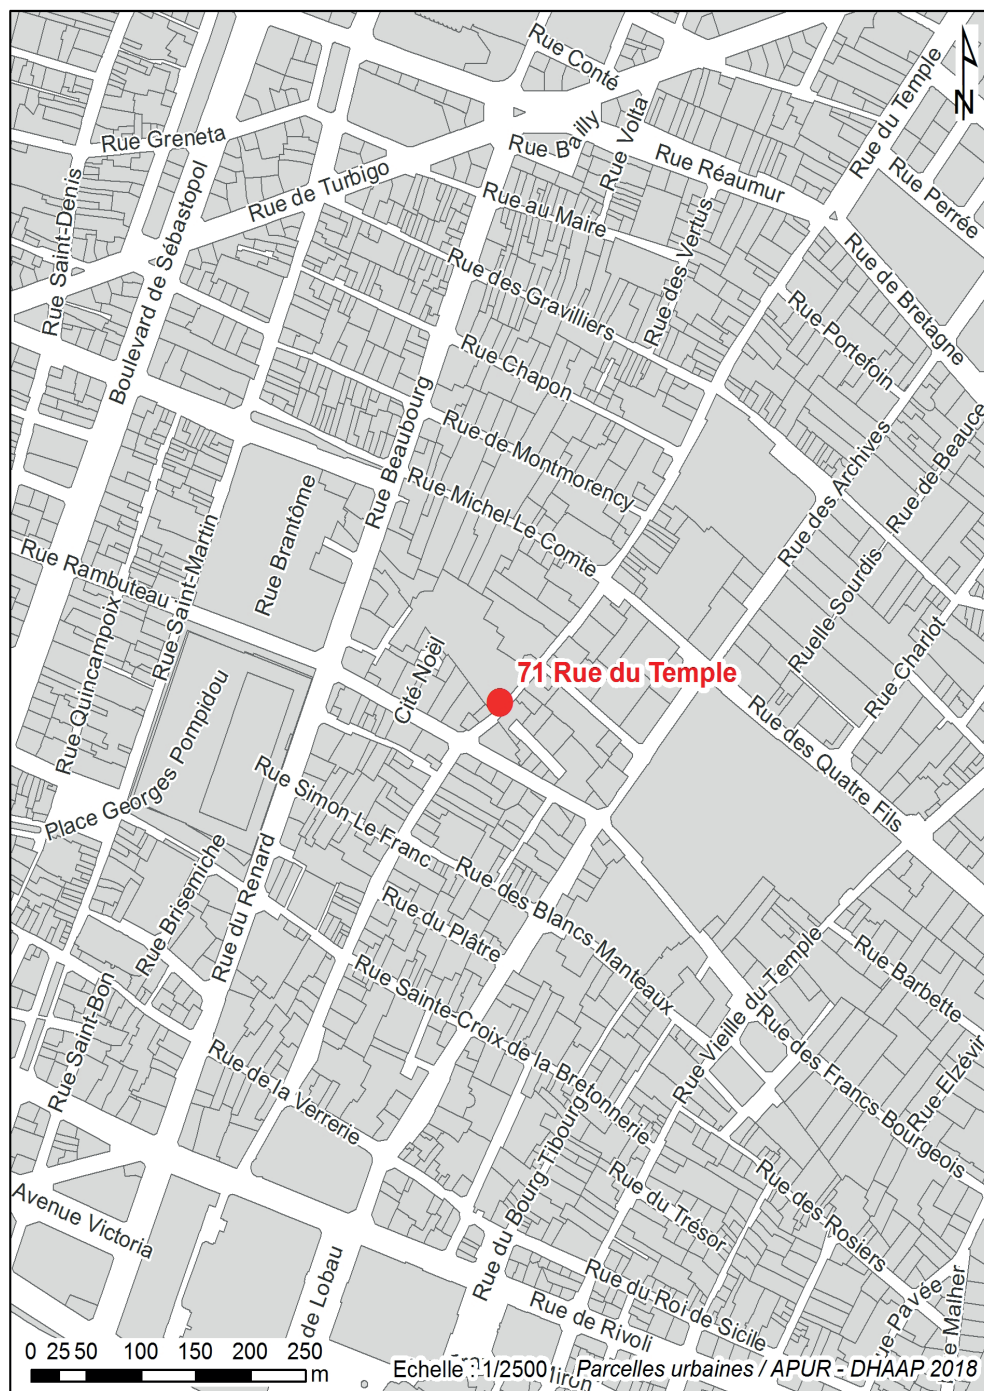 Rue Conté
Rue du Temple
N
Rue Greneta
Rue Bailly
Rue Volta
Rue Réaumur
Rue Perrée
Rue Saint-Denis
Boulevard de Sébastopol
Rue de Turbigo
Rue au Maire
Rue des Vertus
Rue de Bretagne
Rue des Gravilliers
Rue Portefoin
Rue Chapon
Rue Beaubourg
Rue de Montmorency
Rue des Archives
Rue de Beauce
Rue Michel Le Comte
Rue Brantôme
Rue Rambuteau
Rue Saint-Martin
Rue Quincampoix
Ruelle Sourdis
Rue Charlot
Cité Noël
71 Rue du Temple
Place Georges Pompidou
Rue des Quatre Fils
Rue Simon Le Franc
Rue des Blancs Manteaux
Rue Brisemiche
Rue du Renard
Rue du Plâtre
Rue Vieille du Temple
Rue Barbette
Rue Sainte-Croix de la Bretonnerie
Rue Saint-Bon
Rue des Francs Bourgeois
Rue Elzévir
Rue de la Verrerie
Rue du Bourg-Tibourg
Rue du Trésor
Rue des Rosiers
Avenue Victoria
de Lobau
Rue du Roi de Sicile
Rue de Rivoli
Rue Pavée
Malher
0 25 50 100 150 200 250
m
Echelle : 1/2500
Parcelles urbaines / APUR - DHAAP 2018